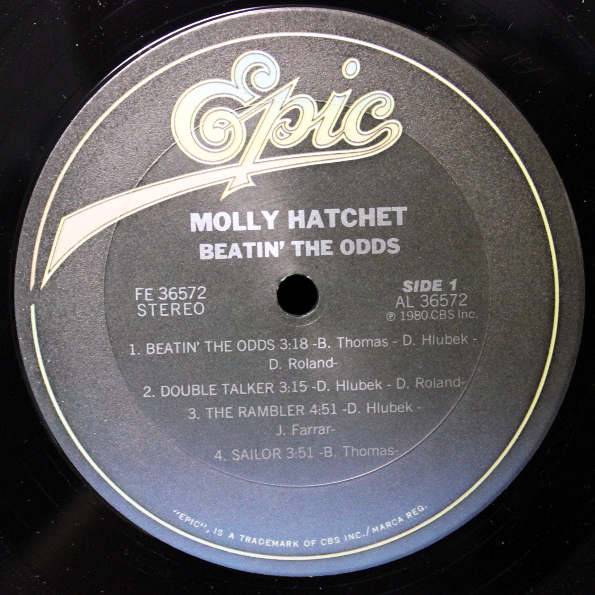 Epic
MOLLY HATCHET
BEATIN' THE ODDS
FE 36572
STEREO
SIDE 1
AL 36572
℗ 1980 CBS Inc.
1. BEATIN' THE ODDS 3:18 -B. Thomas - D. Hlubek -
D. Roland-
2. DOUBLE TALKER 3:15 -D. Hlubek - D. Roland-
3. THE RAMBLER 4:51 -D. Hlubek -
J. Farrar-
4. SAILOR 3:51 -B. Thomas-
"EPIC", IS A TRADEMARK OF CBS INC./MARCA REG.